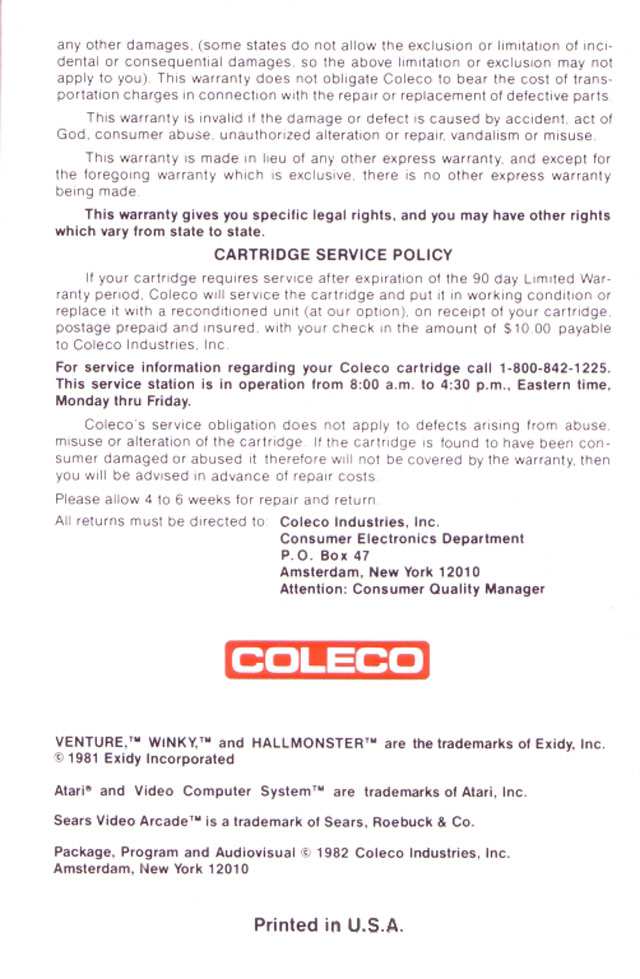 any other damages, (some states do not allow the exclusion or limitation of inci-
dental or consequential damages, so the above limitation or exclusion may not
apply to you). This warranty does not obligate Coleco to bear the cost of trans-
portation charges in connection with the repair or replacement of defective parts.
This warranty is invalid if the damage or defect is caused by accident, act of
God, consumer abuse, unauthorized alteration or repair, vandalism or misuse.
This warranty is made in lieu of any other express warranty, and except for
the foregoing warranty which is exclusive, there is no other express warranty
being made.
This warranty gives you specific legal rights, and you may have other rights
which vary from state to state.
CARTRIDGE SERVICE POLICY
If your cartridge requires service after expiration of the 90 day Limited War-
ranty period, Coleco will service the cartridge and put it in working condition or
replace it with a reconditioned unit (at our option), on receipt of your cartridge,
postage prepaid and insured, with your check in the amount of $10.00 payable
to Coleco Industries, Inc.
For service information regarding your Coleco cartridge call 1-800-842-1225.
This service station is in operation from 8:00 a.m. to 4:30 p.m., Eastern time,
Monday thru Friday.
Coleco's service obligation does not apply to defects arising from abuse,
misuse or alteration of the cartridge. If the cartridge is found to have been con-
sumer damaged or abused it therefore will not be covered by the warranty, then
you will be advised in advance of repair costs.
Please allow 4 to 6 weeks for repair and return.
All returns must be directed to: Coleco Industries, Inc.
Consumer Electronics Department
P.O. Box 47
Amsterdam, New York 12010
Attention: Consumer Quality Manager
COLECO
VENTURE,™ WINKY,™ and HALLMONSTER™ are the trademarks of Exidy, Inc.
© 1981 Exidy Incorporated
Atari® and Video Computer System™ are trademarks of Atari, Inc.
Sears Video Arcade™ is a trademark of Sears, Roebuck & Co.
Package, Program and Audiovisual © 1982 Coleco Industries, Inc.
Amsterdam, New York 12010
Printed in U.S.A.